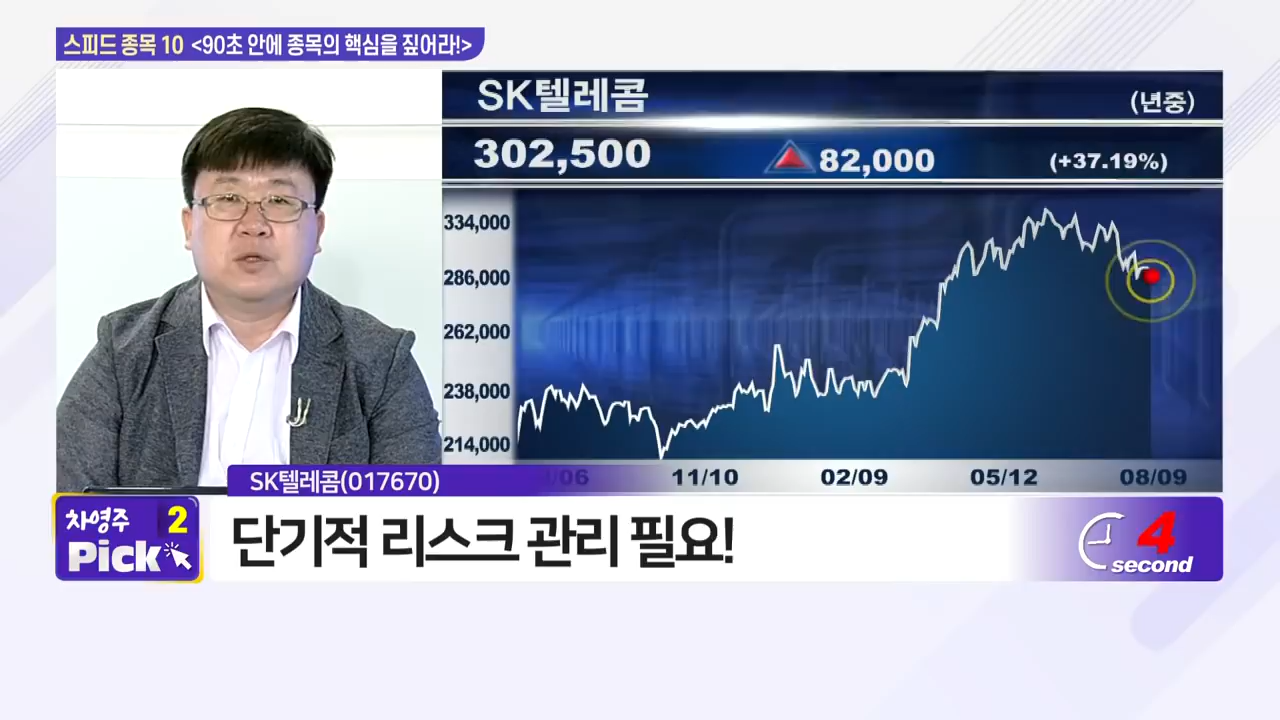 스피드 종목 10 <90초 안에 종목의 핵심을 짚어라!>
SK텔레콤
(년중)
302,500
82,000
(+37.19%)
334,000
286,000
262,000
238,000
214,000
/06
11/10
02/09
05/12
08/09
SK텔레콤(017670)
차영주 2
Pick
단기적 리스크 관리 필요!
4
second